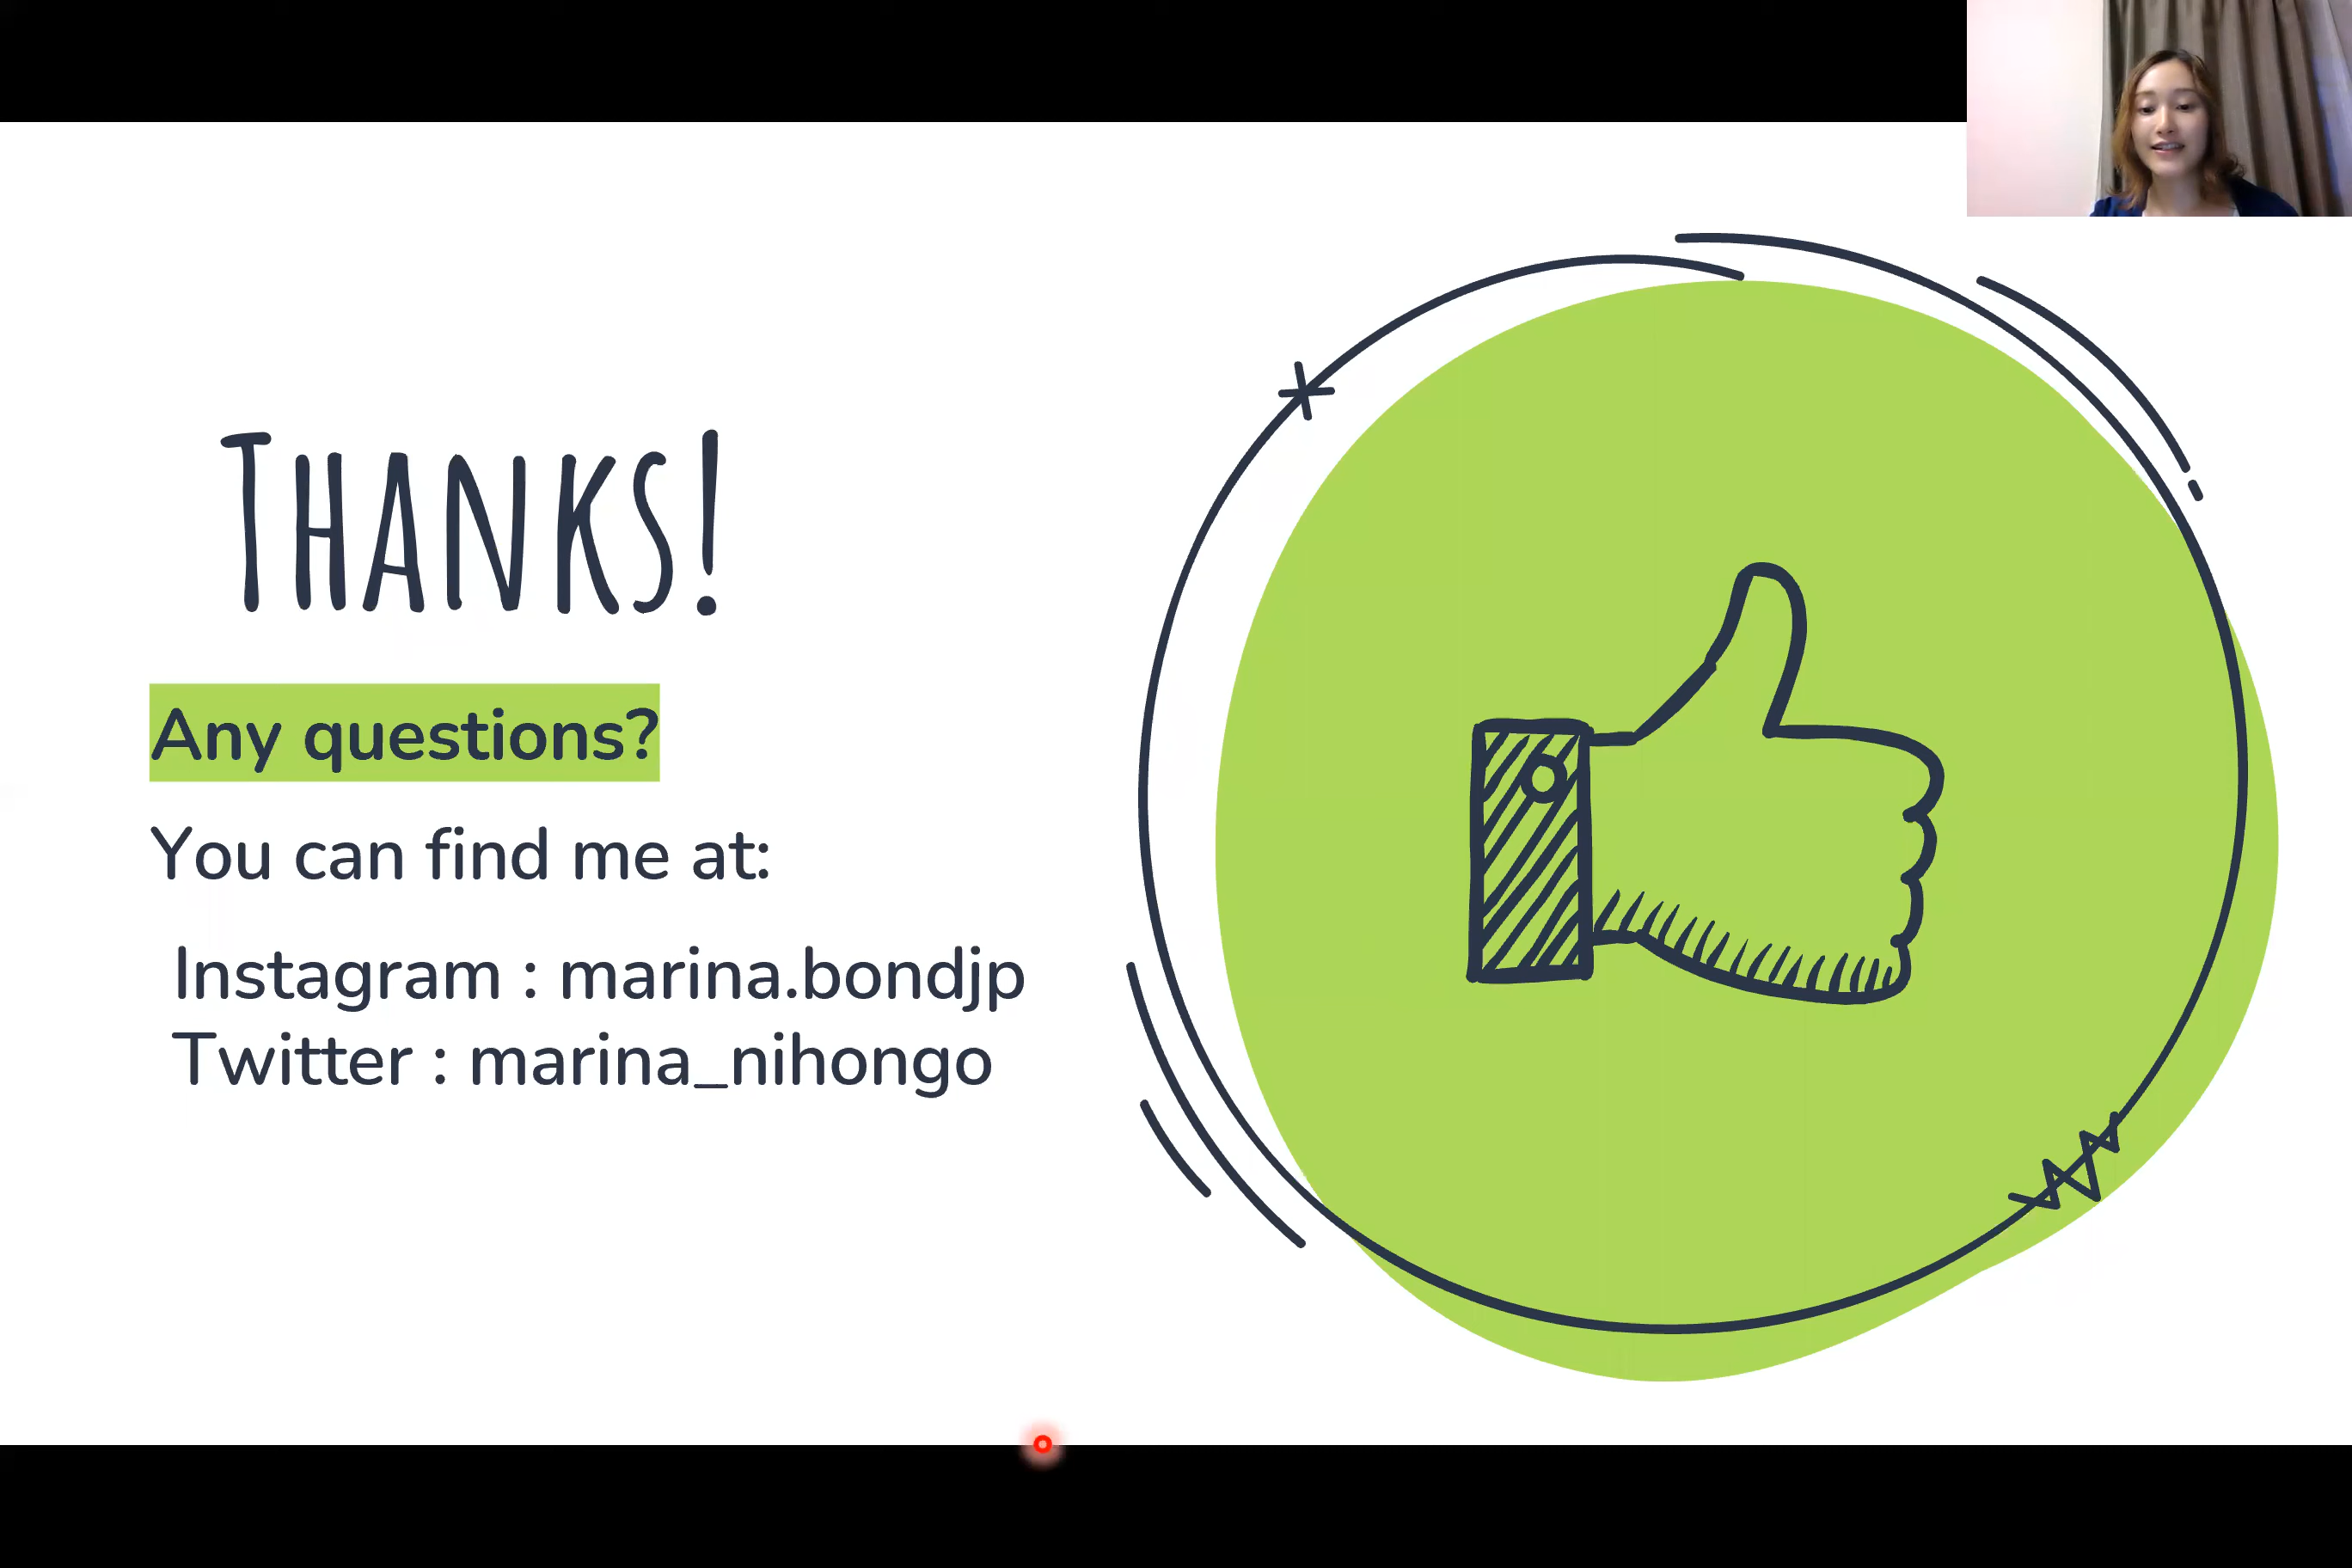 THANKS!
Any questions?
You can find me at:
Instagram : marina.bondjp
Twitter : marina_nihongo